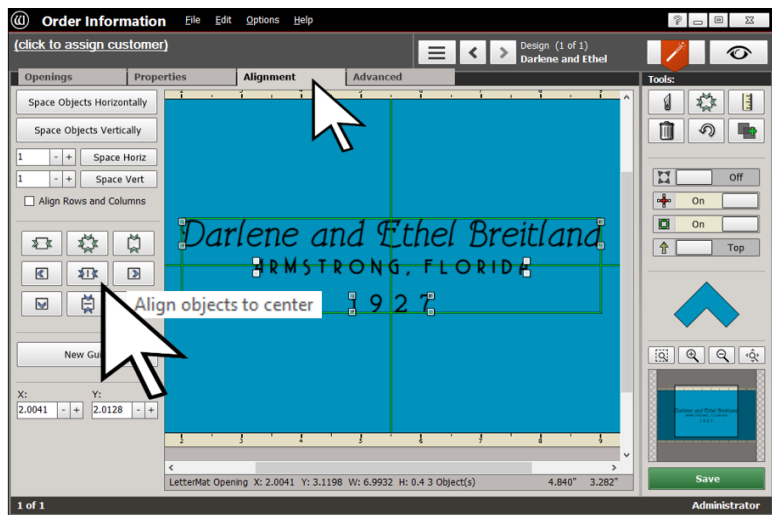 Order Information File Edit Options Help
(click to assign customer)
Design (1 of 1)
Darlene and Ethel
Openings Properties Alignment Advanced
Tools:
Space Objects Horizontally
Space Objects Vertically
1 - + Space Horiz
1 - + Space Vert
Align Rows and Columns
Off
On
On
Top
Darlene and Ethel Breitland
ARMSTRONG, FLORIDA
1927
Align objects to center
New Gu
X: Y:
2.0041 - + 2.0128 - +
LetterMat Opening X: 2.0041 Y: 3.1198 W: 6.9932 H: 0.4 3 Object(s) 4.840" 3.282"
Save
1 of 1 Administrator